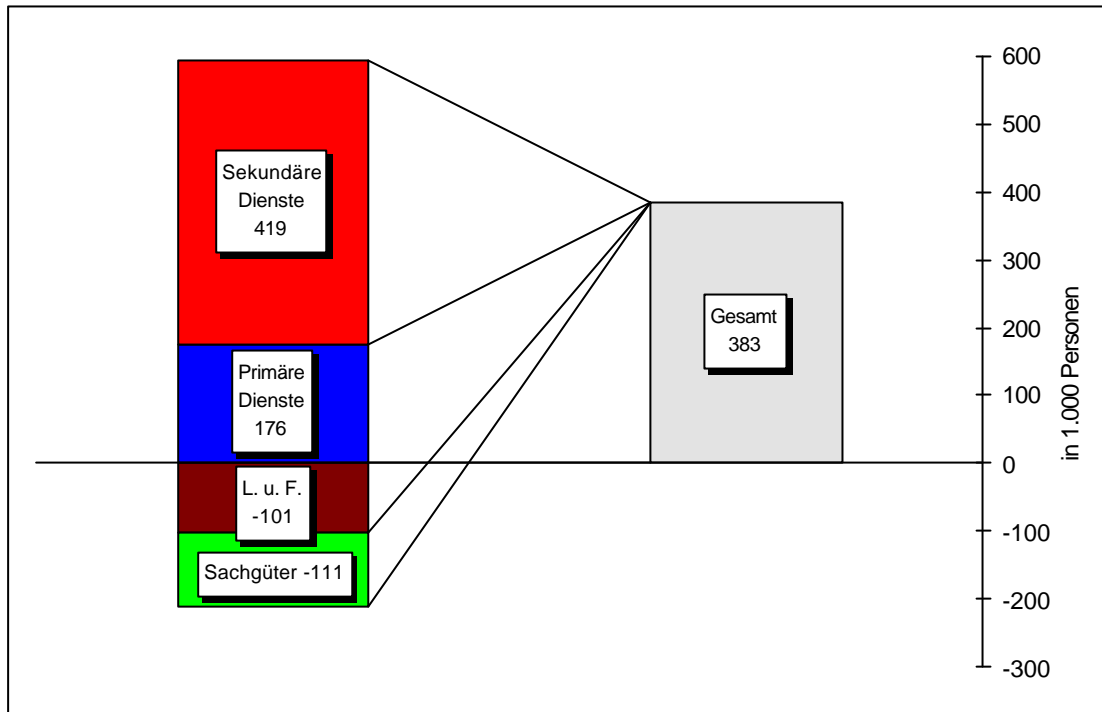 Sekundäre
Dienste
419
Primäre
Dienste
176
L. u. F.
-101
Sachgüter -111
Gesamt
383
600
500
400
300
200
100
0
-100
-200
-300
in 1.000 Personen